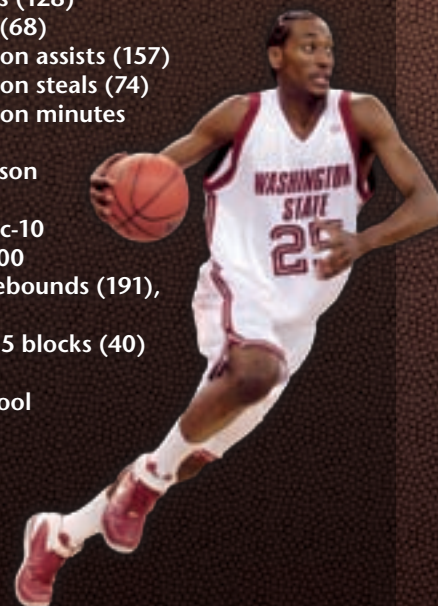 (128)
(68)
on assists (157)
on steals (74)
on minutes
son
c-10
00
ebounds (191),
5 blocks (40)
ool
WASHINGTON
STATE
25